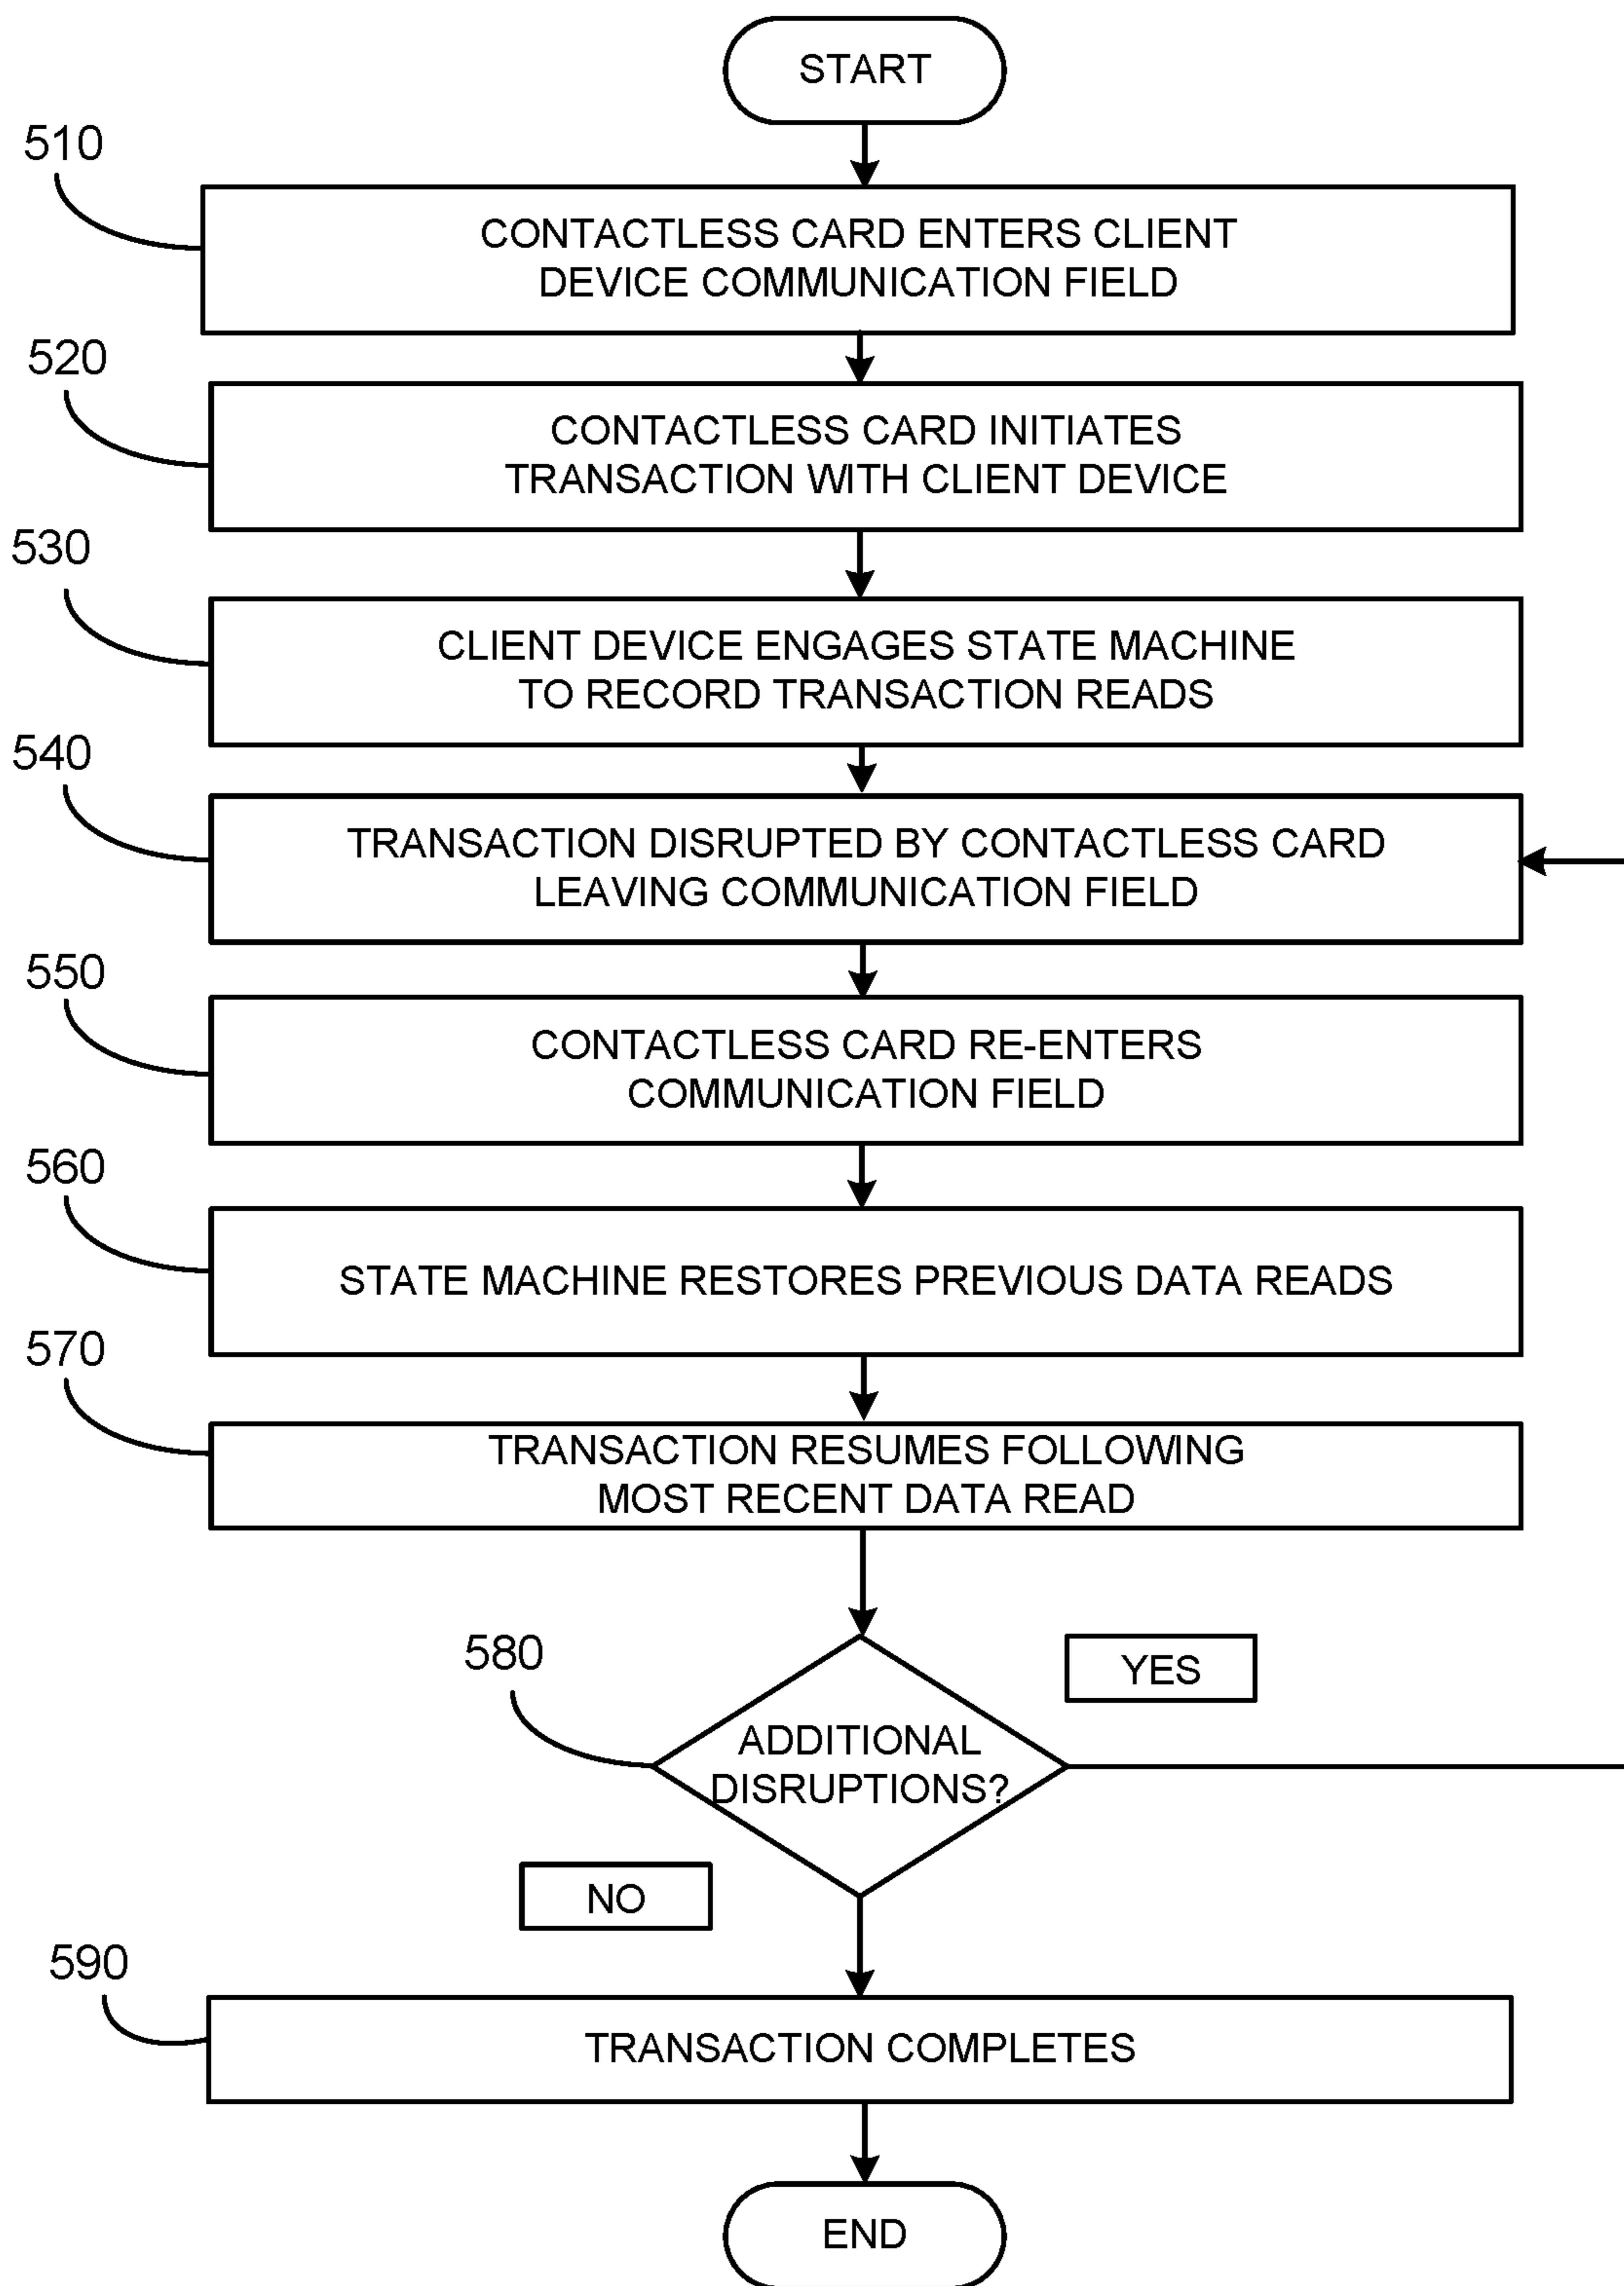 START
510
CONTACTLESS CARD ENTERS CLIENT
DEVICE COMMUNICATION FIELD
520
CONTACTLESS CARD INITIATES
TRANSACTION WITH CLIENT DEVICE
530
CLIENT DEVICE ENGAGES STATE MACHINE
TO RECORD TRANSACTION READS
540
TRANSACTION DISRUPTED BY CONTACTLESS CARD
LEAVING COMMUNICATION FIELD
550
CONTACTLESS CARD RE-ENTERS
COMMUNICATION FIELD
560
STATE MACHINE RESTORES PREVIOUS DATA READS
570
TRANSACTION RESUMES FOLLOWING
MOST RECENT DATA READ
580
YES
ADDITIONAL
DISRUPTIONS?
NO
590
TRANSACTION COMPLETES
END